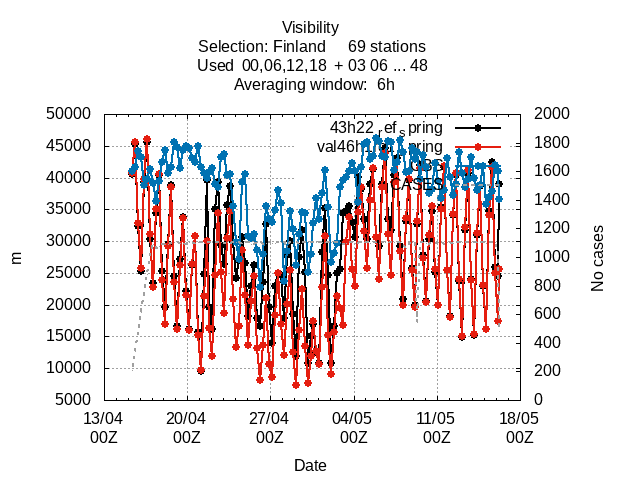 Visibility
Selection: Finland 69 stations
Used 00,06,12,18 + 03 06 ... 48
Averaging window: 6h
50000 2000
45000 1800
40000 1600
35000 1400
30000 1200
25000 1000
20000 800
15000 600
10000 400
200
5000 0
43h22_ref_spring
OBS
CASES
m
No cases
13/04 20/04 27/04 04/05 11/05 18/05
00Z 00Z 00Z 00Z 00Z 00Z
Date